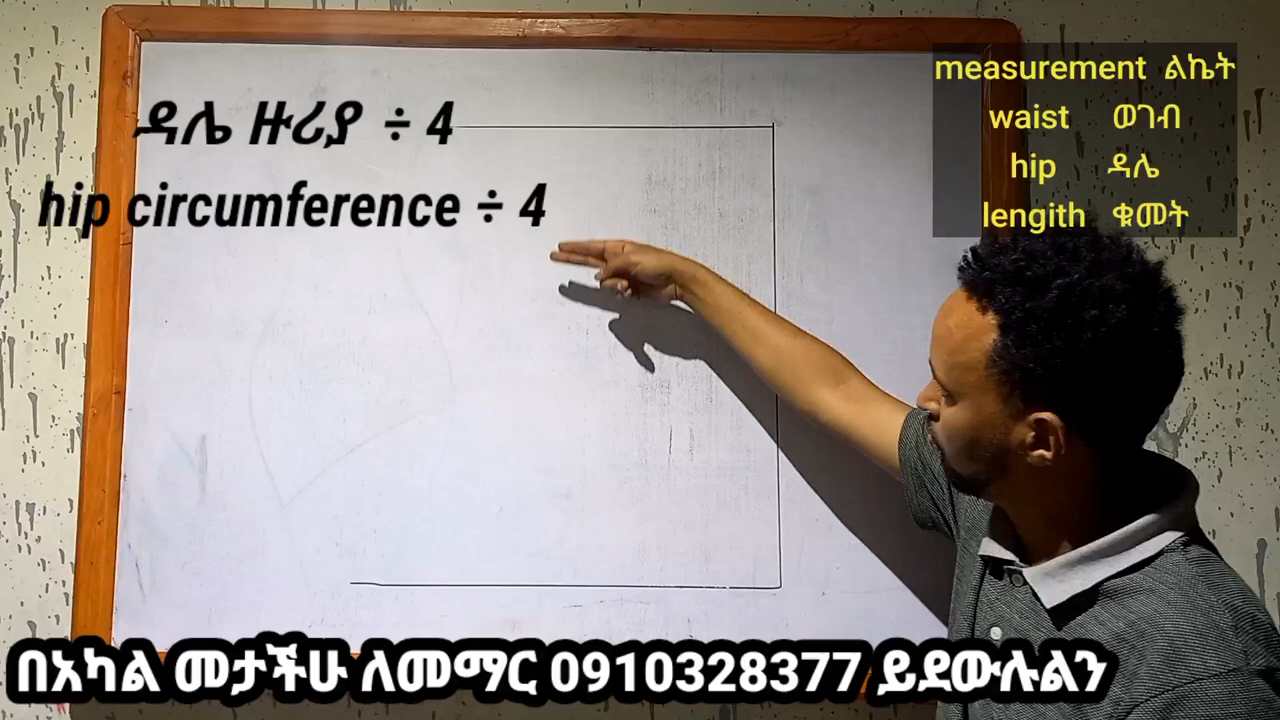 ዳሌ ዙሪያ ÷ 4
hip circumference ÷ 4
measurement ልኬት
waist ወገብ
hip ዳሌ
lengith ቁመት
በአካል መታችሁ ለመማር 0910328377 ይደውሉልን